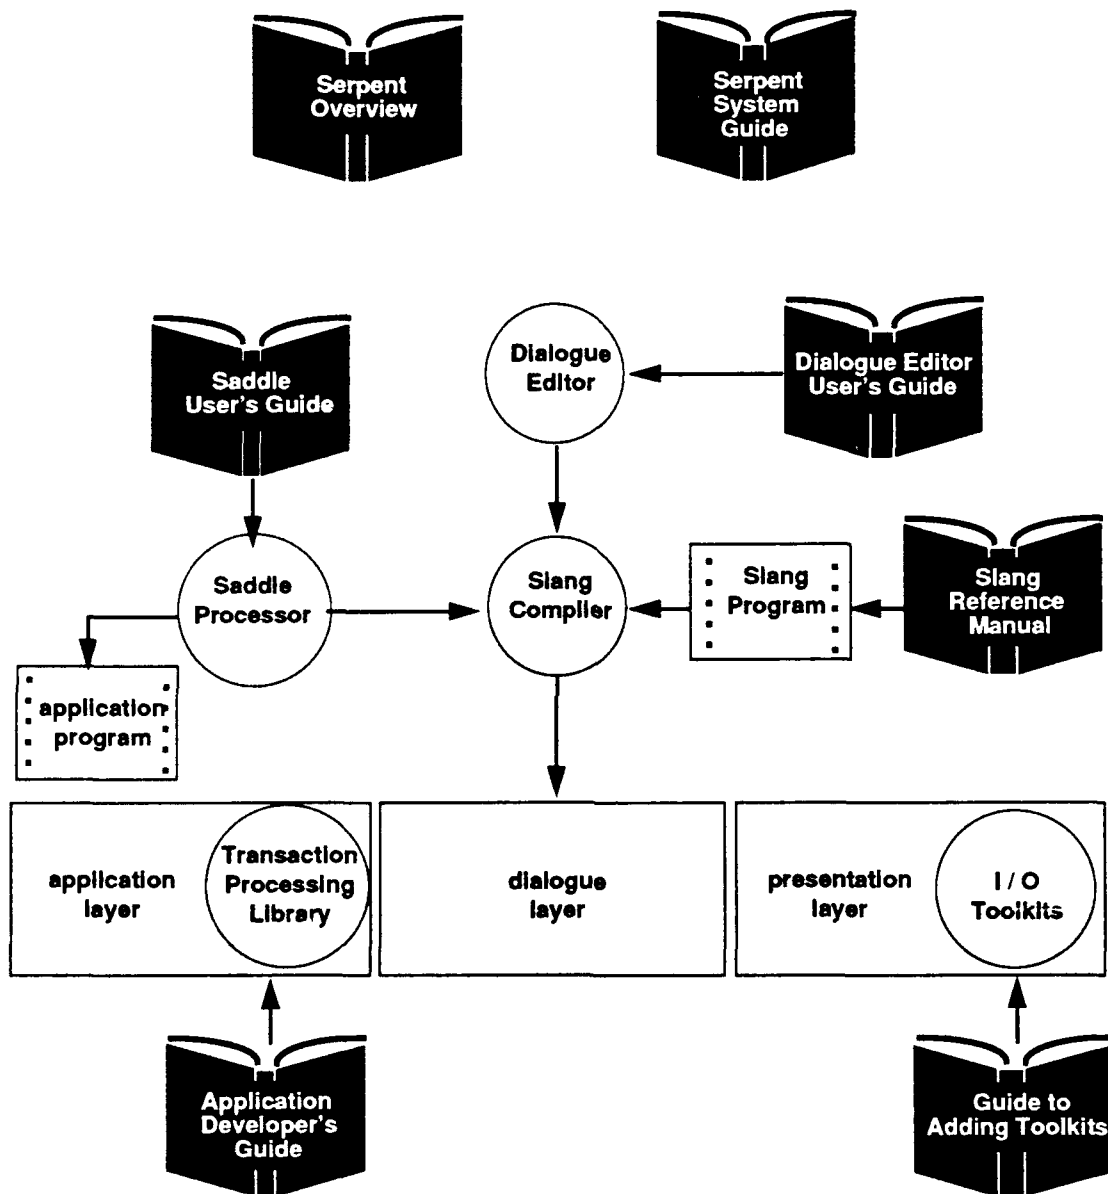 Serpent
Overview
Serpent
System
Guide
Saddle
User's Guide
Dialogue
Editor
Dialogue Editor
User's Guide
Saddle
Processor
Slang
Compiler
Slang
Program
Slang
Reference
Manual
application
program
application
layer
Transaction
Processing
Library
dialogue
layer
presentation
layer
I / O
Toolkits
Application
Developer's
Guide
Guide to
Adding Toolkits